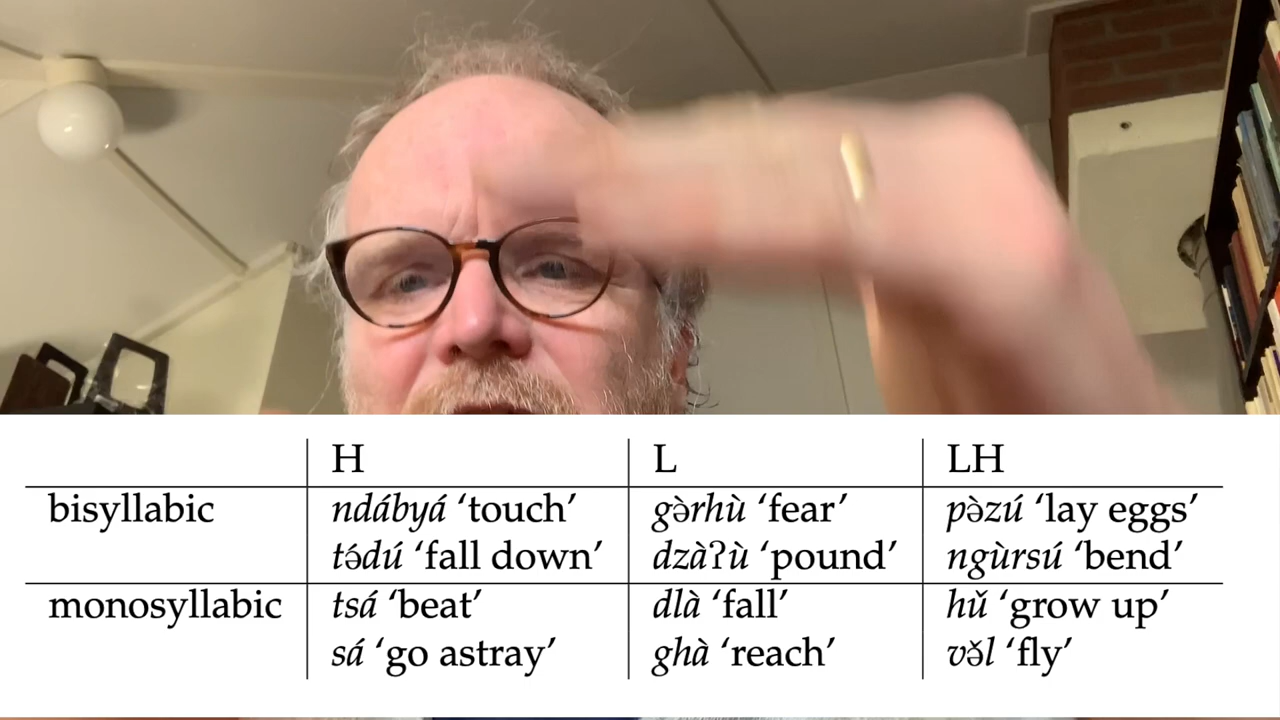 H L LH
bisyllabic ndábyá ‘touch’ gə̀rhù ‘fear’ pə̀zú ‘lay eggs’
tə́dú ‘fall down’ dzàʔù ‘pound’ ngùrsú ‘bend’
monosyllabic tsá ‘beat’ dlà ‘fall’ hǔ ‘grow up’
sá ‘go astray’ ghà ‘reach’ və̌l ‘fly’